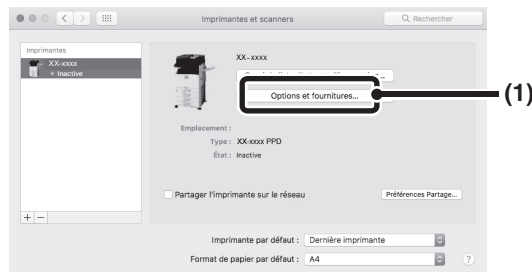 Imprimantes et scanners
Rechercher
Imprimantes
XX-xxxx
Inactive
XX-xxxx
Options et fournitures...
(1)
Emplacement :
Type : XX-xxxx PPD
État : Inactive
Partager l'imprimante sur le réseau
Préférences Partage...
+ −
Imprimante par défaut : Dernière imprimante
Format de papier par défaut : A4
?